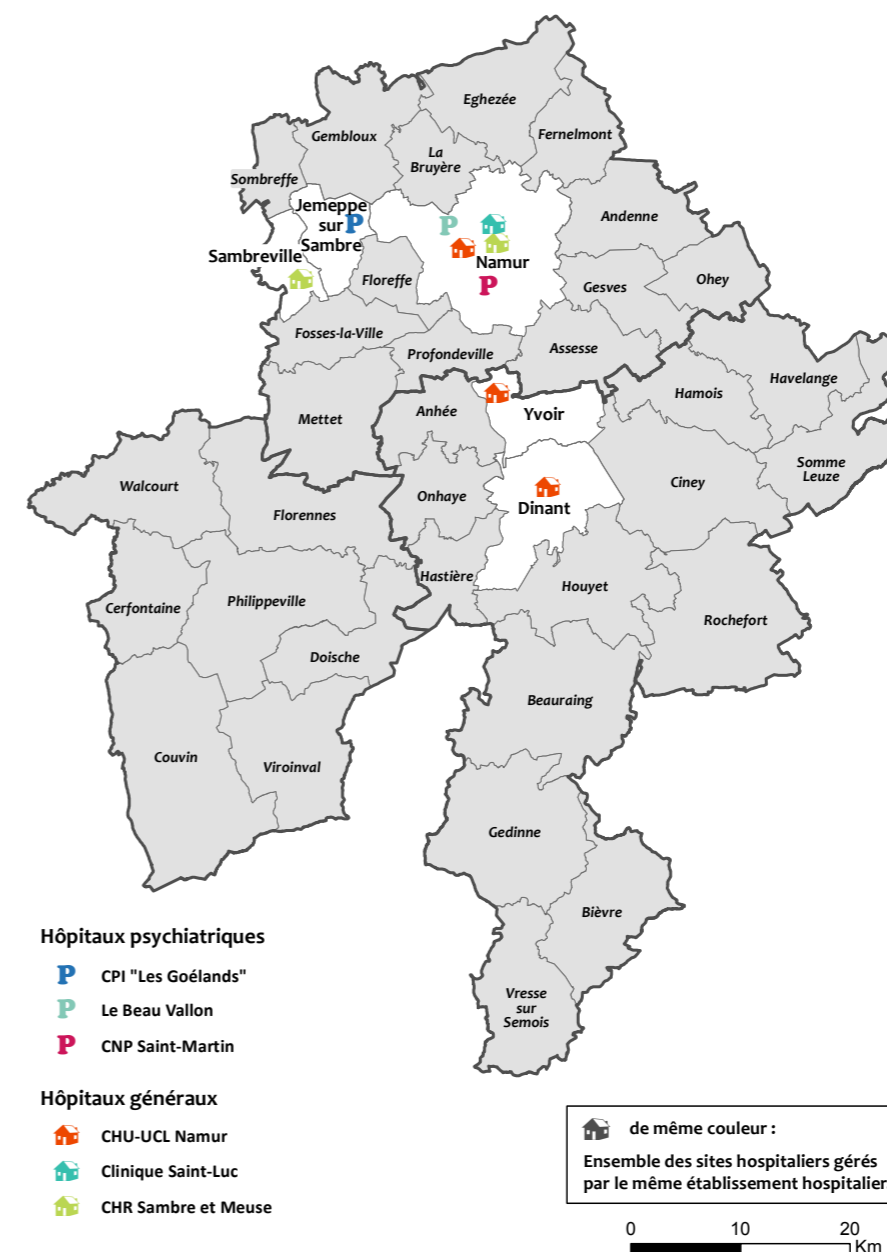 Eghezée
Gembloux
Fernelmont
La
Bruyère
Sombreffe
Jemeppe
sur
Sambre
P
P
Andenne
Sambreville
Namur
Floreffe
P
Gesves
Ohey
Fosses-la-Ville
Profondeville
Assesse
Havelange
Hamois
Mettet
Anhée
Yvoir
Walcourt
Onhaye
Ciney
Somme
Leuze
Florennes
Dinant
Hastière
Houyet
Cerfontaine
Philippeville
Rochefort
Doische
Beauraing
Couvin
Viroinval
Gedinne
Bièvre
Vresse
sur
Semois
Hôpitaux psychiatriques
P CPI "Les Goélands"
P Le Beau Vallon
P CNP Saint-Martin
Hôpitaux généraux
CHU-UCL Namur
Clinique Saint-Luc
CHR Sambre et Meuse
de même couleur :
Ensemble des sites hospitaliers gérés
par le même établissement hospitalier
0 10 20
Km